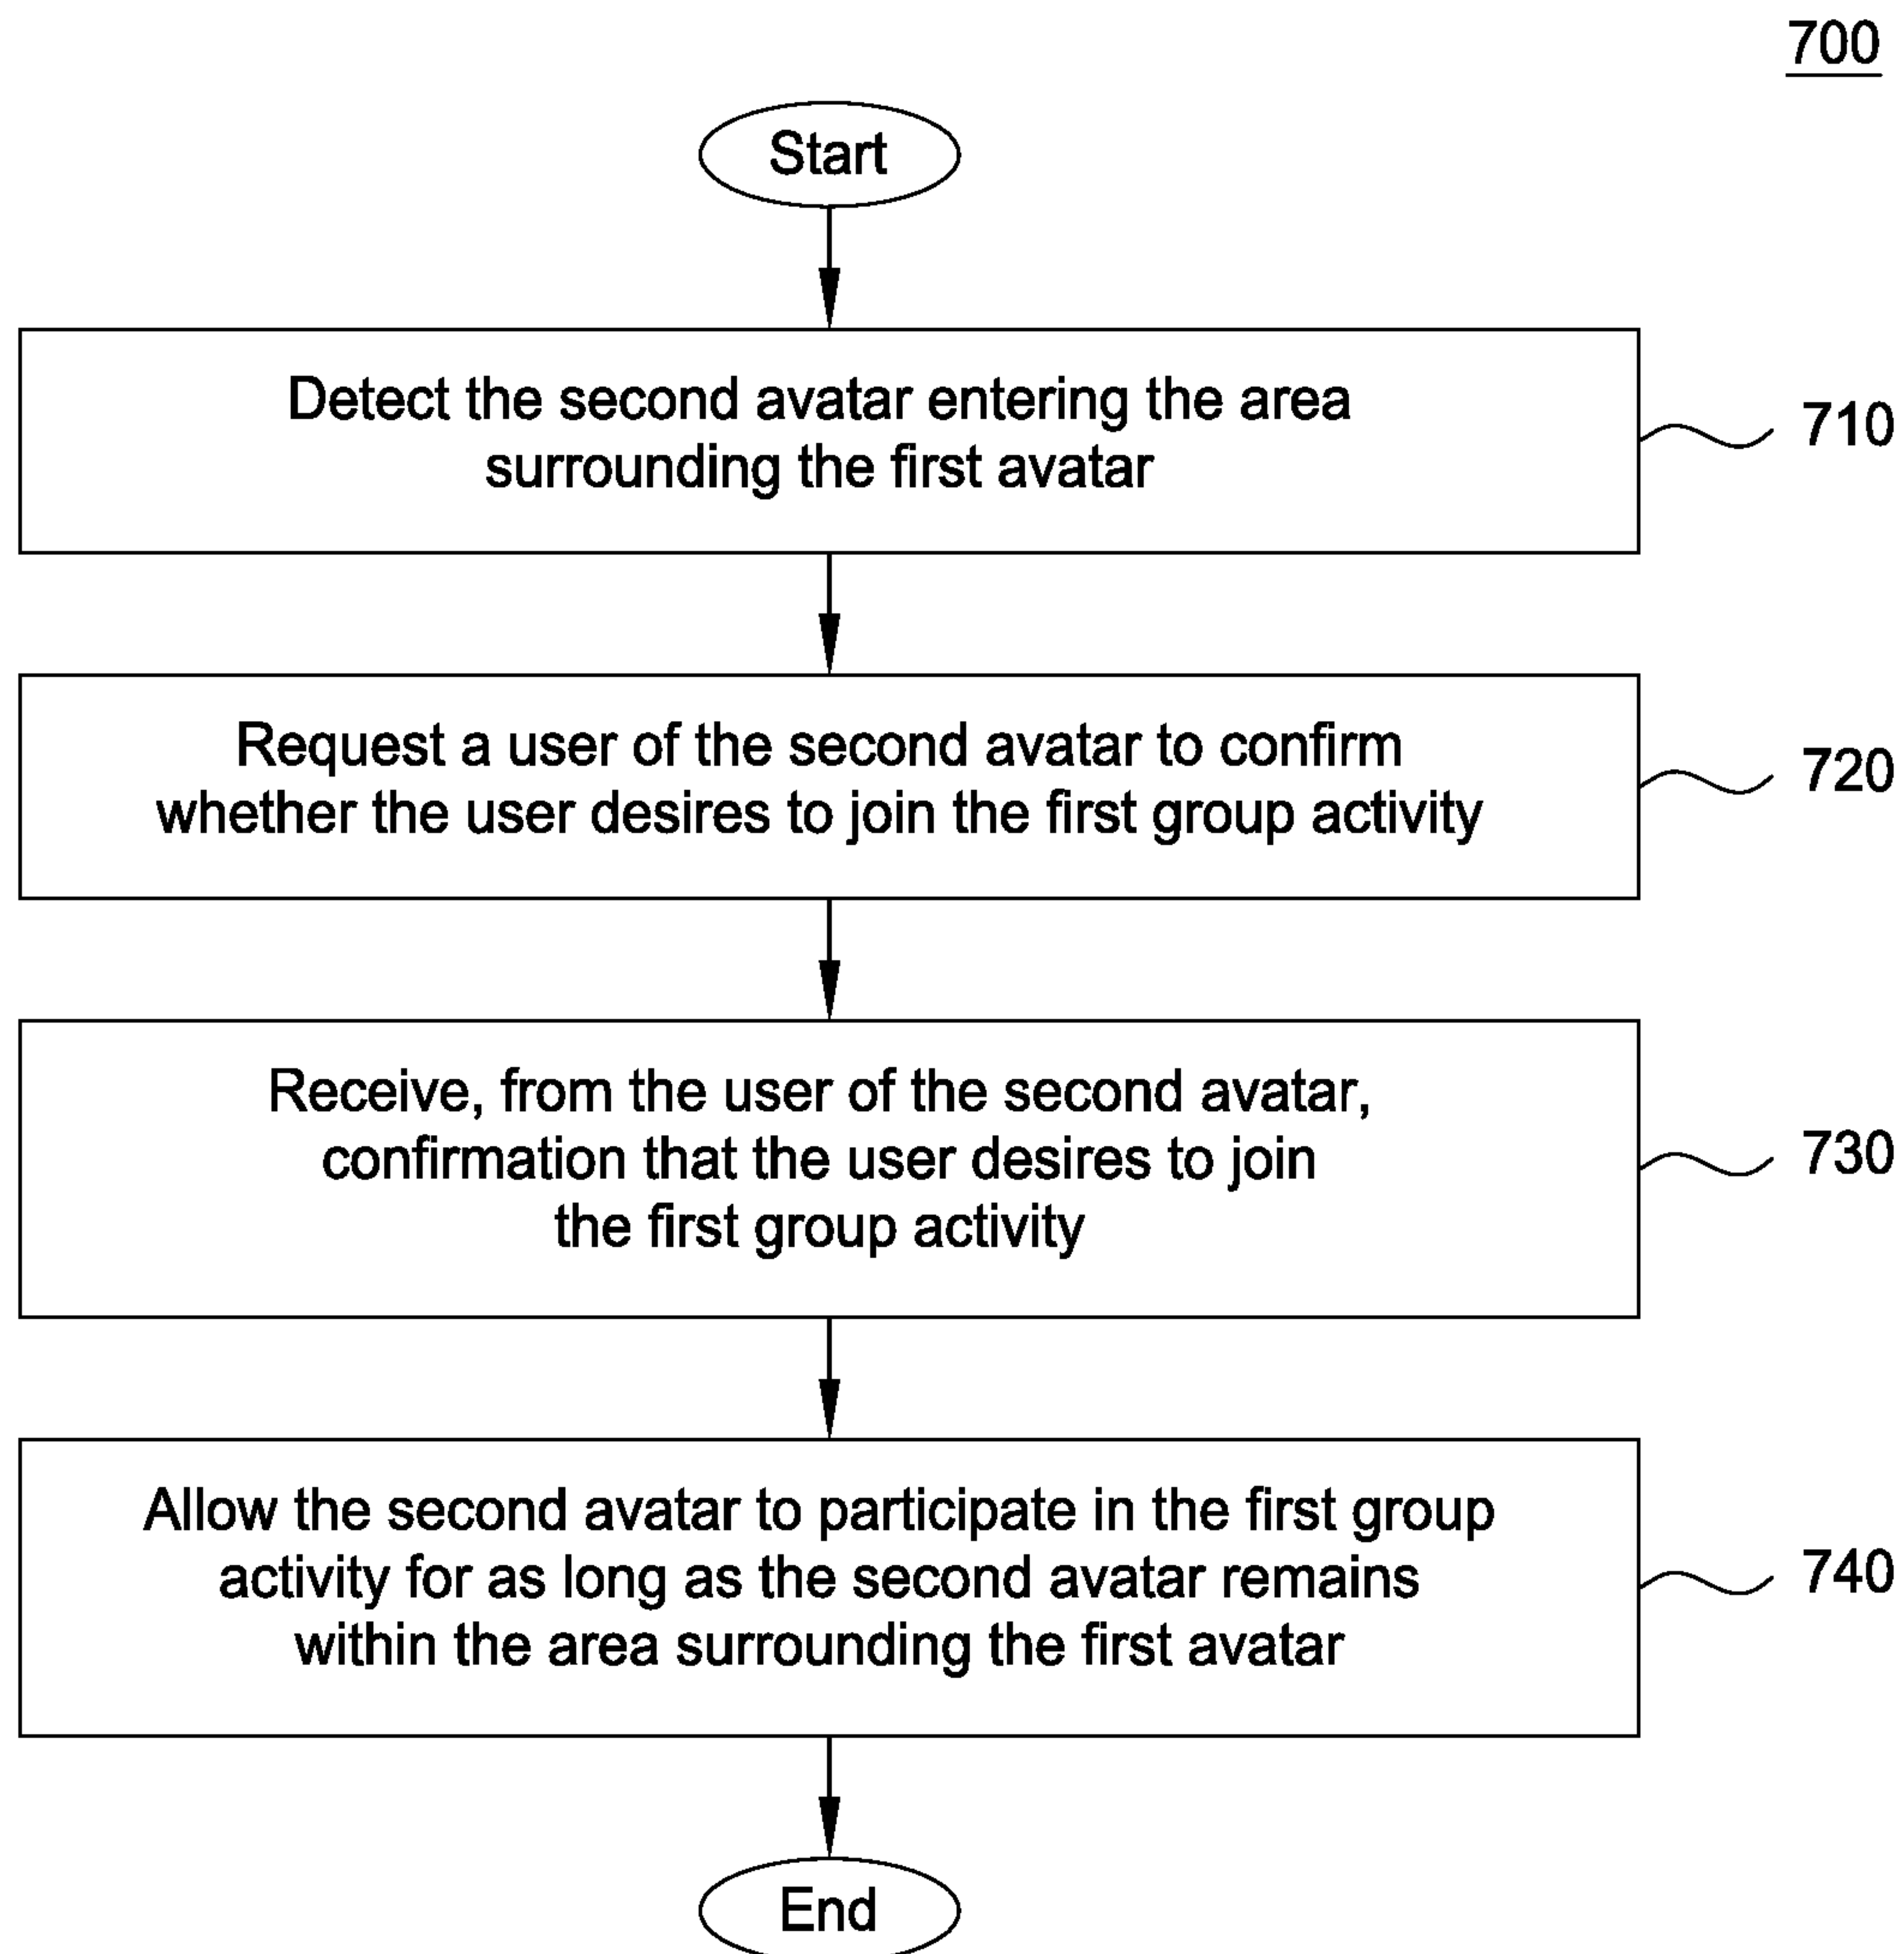 700
Start
Detect the second avatar entering the area
surrounding the first avatar
710
Request a user of the second avatar to confirm
whether the user desires to join the first group activity
720
Receive, from the user of the second avatar,
confirmation that the user desires to join
the first group activity
730
Allow the second avatar to participate in the first group
activity for as long as the second avatar remains
within the area surrounding the first avatar
740
End